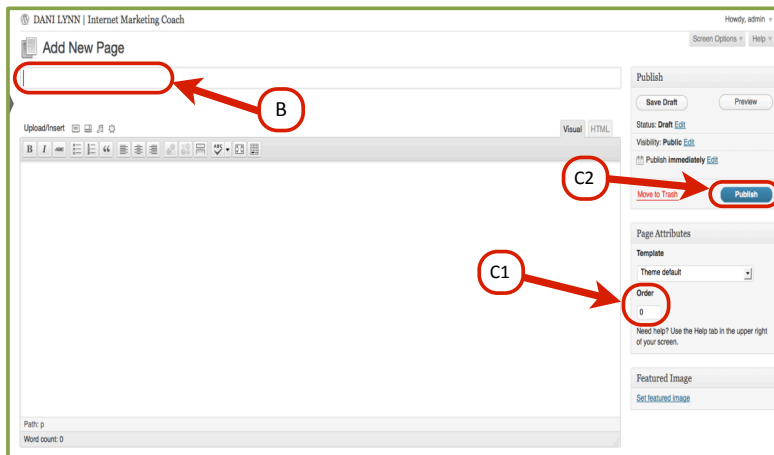 DANI LYNN | Internet Marketing Coach
Howdy, admin
Screen Options
Help
Add New Page
B
Upload/Insert
Visual
HTML
B I ABC
ABC
Path: p
Word count: 0
Publish
Save Draft
Preview
Status: Draft Edit
Visibility: Public Edit
Publish immediately Edit
C2
Move to Trash
Publish
Page Attributes
Template
Theme default
C1
Order
0
Need help? Use the Help tab in the upper right
of your screen.
Featured Image
Set featured image